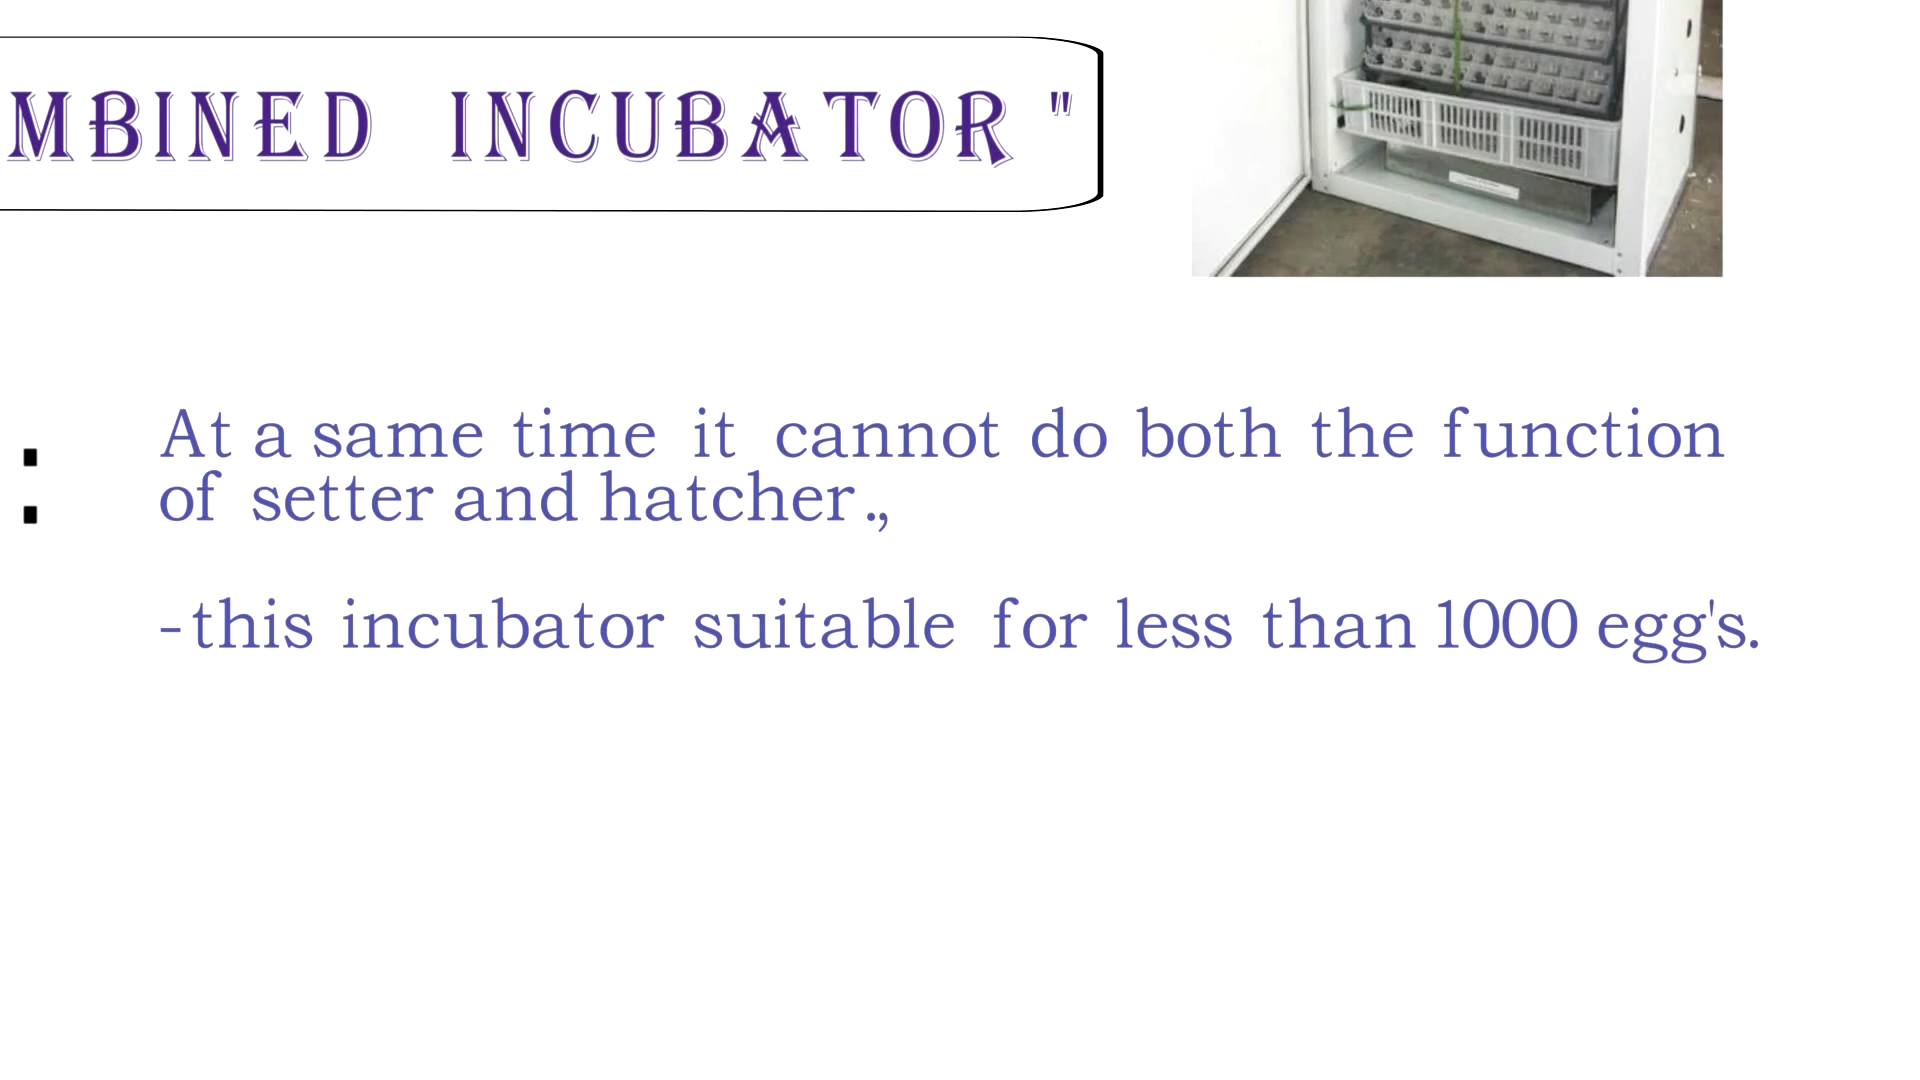 MBINED INCUBATOR "
: At a same time it cannot do both the function
of setter and hatcher.,
-this incubator suitable for less than 1000 egg's.